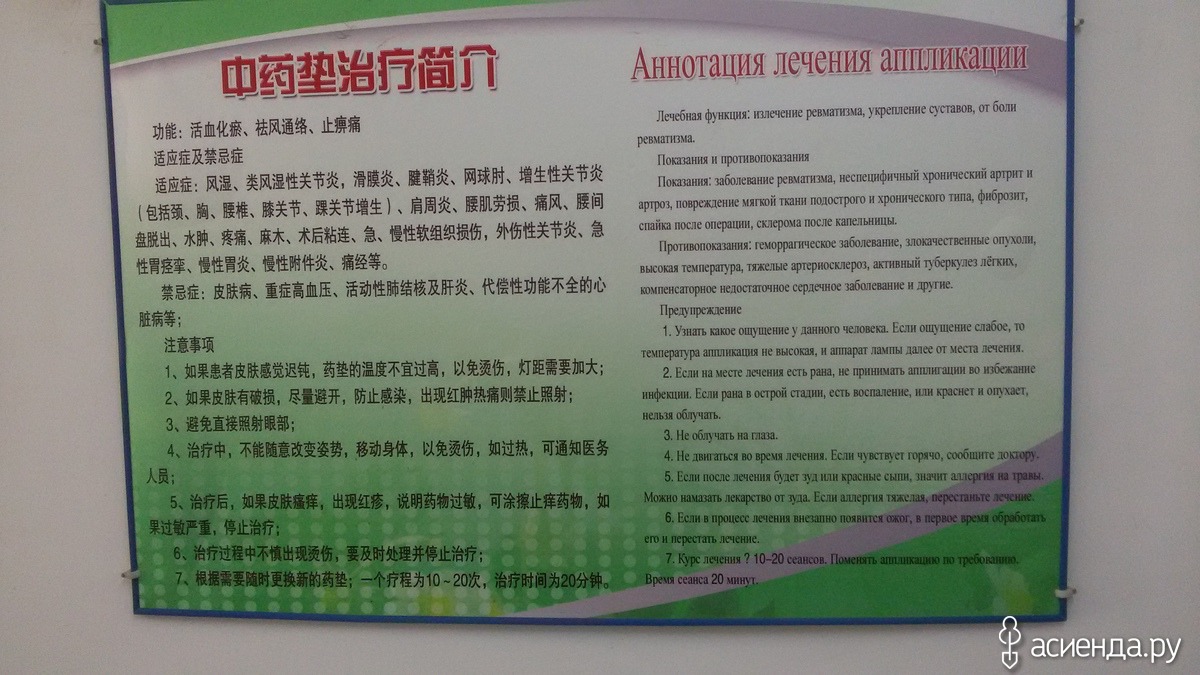 中药垫治疗简介
功能：活血化瘀、祛风通络、止痹痛
适应症及禁忌症
适应症：风湿、类风湿性关节炎，滑膜炎、腱鞘炎、网球肘、增生性关节炎
（包括颈、胸、腰椎、膝关节、踝关节增生）、肩周炎、腰肌劳损、痛风、腰间
盘脱出、水肿、疼痛、麻木、术后粘连、急、慢性软组织损伤，外伤性关节炎、急
性胃痉挛、慢性胃炎、慢性附件炎、痛经等。
禁忌症：皮肤病、重症高血压、活动性肺结核及肝炎、代偿性功能不全的心
脏病等；
注意事项
1、如果患者皮肤感觉迟钝，药垫的温度不宜过高，以免烫伤，灯距需要加大；
2、如果皮肤有破损，尽量避开，防止感染，出现红肿热痛则禁止照射；
3、避免直接照射眼部；
4、治疗中，不能随意改变姿势，移动身体，以免烫伤，如过热，可通知医务
人员；
5、治疗后，如果皮肤瘙痒，出现红疹，说明药物过敏，可涂擦止痒药物，如
果过敏严重，停止治疗；
6、治疗过程中不慎出现烫伤，要及时处理并停止治疗；
7、根据需要随时更换新的药垫；一个疗程为10～20次，治疗时间为20分钟。
Аннотация лечения аппликации
Лечебная функция: излечение ревматизма, укрепление суставов, от боли
ревматизма.
Показания и противопоказания
Показания: заболевание ревматизма, неспецифичный хронический артрит и
артроз, повреждение мягкой ткани подострого и хронического типа, фиброзит,
спайка после операции, склерома после капельницы.
Противопоказания: геморрагическое заболевание, злокачественные опухоли,
высокая температура, тяжелые артериосклероз, активный туберкулез лёгких,
компенсаторное недостаточное сердечное заболевание и другие.
Предупреждение
1. Узнать какое ощущение у данного человека. Если ощущение слабое, то
температура аппликация не высокая, и аппарат лампы далее от места лечения.
2. Если на месте лечения есть рана, не принимать апплигации во избежание
инфекции. Если рана в острой стадии, есть воспаление, или краснет и опухает,
нельзя облучать.
3. Не облучать на глаза.
4. Не двигаться во время лечения. Если чувствует горячо, сообщите доктору.
5. Если после лечения будет зуд или красные сыпи, значит аллергия на травы.
Можно намазать лекарство от зуда. Если аллергия тяжелая, перестаньте лечение.
6. Если в процесс лечения внезапно появится ожог, в первое время обработать
его и перестать лечение.
7. Курс лечения ? 10~20 сеансов. Поменять аппликацию по требованию.
Время сеанса 20 минут.
асиенда.ру